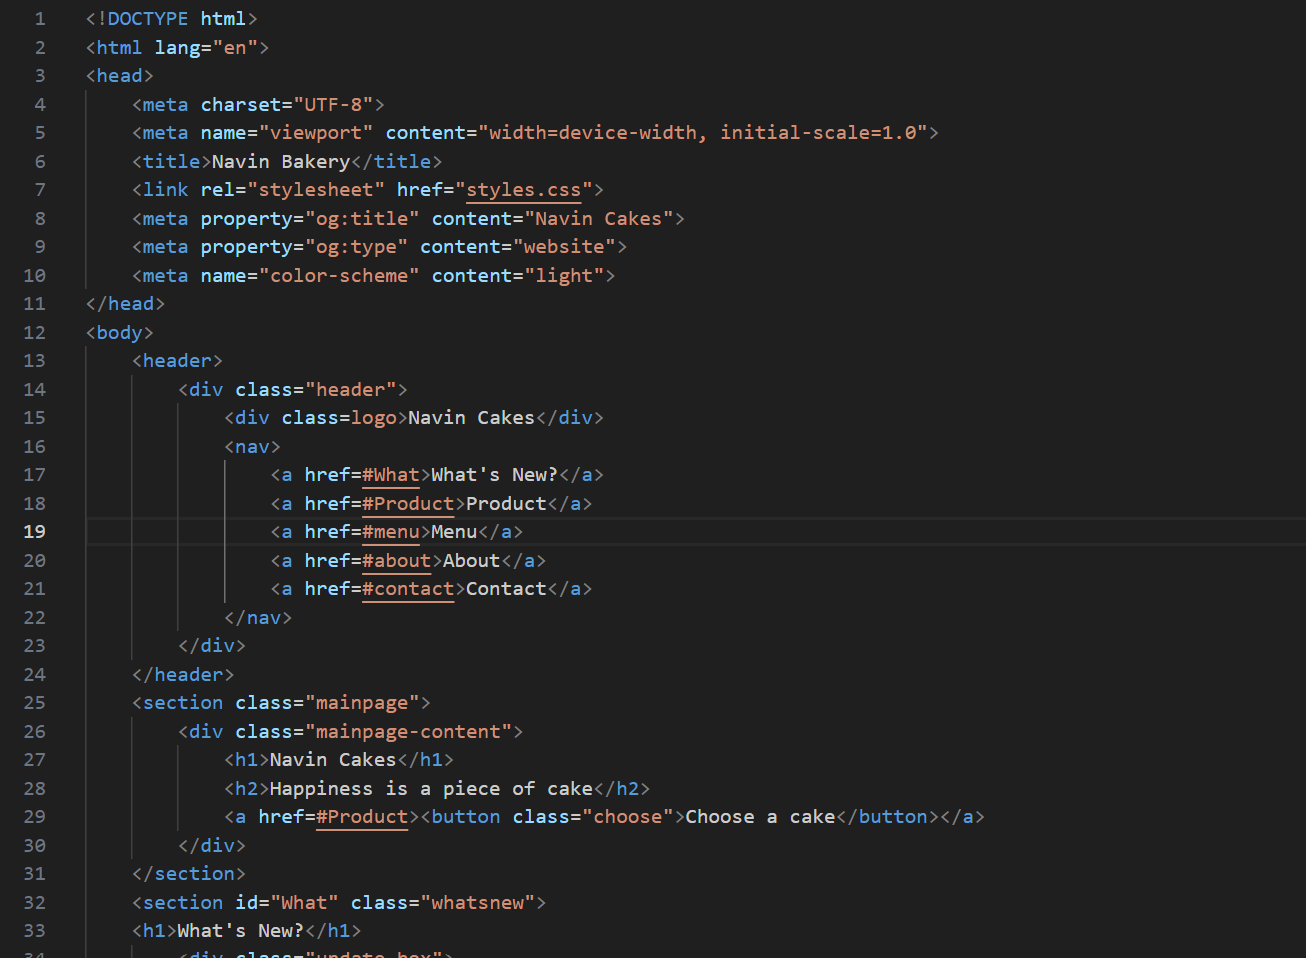 1 <!DOCTYPE html>
2 <html lang="en">
3 <head>
4 <meta charset="UTF-8">
5 <meta name="viewport" content="width=device-width, initial-scale=1.0">
6 <title>Navin Bakery</title>
7 <link rel="stylesheet" href="styles.css">
8 <meta property="og:title" content="Navin Cakes">
9 <meta property="og:type" content="website">
10 <meta name="color-scheme" content="light">
11 </head>
12 <body>
13 <header>
14 <div class="header">
15 <div class=logo>Navin Cakes</div>
16 <nav>
17 <a href=#What>What's New?</a>
18 <a href=#Product>Product</a>
19 <a href=#menu>Menu</a>
20 <a href=#about>About</a>
21 <a href=#contact>Contact</a>
22 </nav>
23 </div>
24 </header>
25 <section class="mainpage">
26 <div class="mainpage-content">
27 <h1>Navin Cakes</h1>
28 <h2>Happiness is a piece of cake</h2>
29 <a href=#Product><button class="choose">Choose a cake</button></a>
30 </div>
31 </section>
32 <section id="What" class="whatsnew">
33 <h1>What's New?</h1>
34 <div class="update-box">